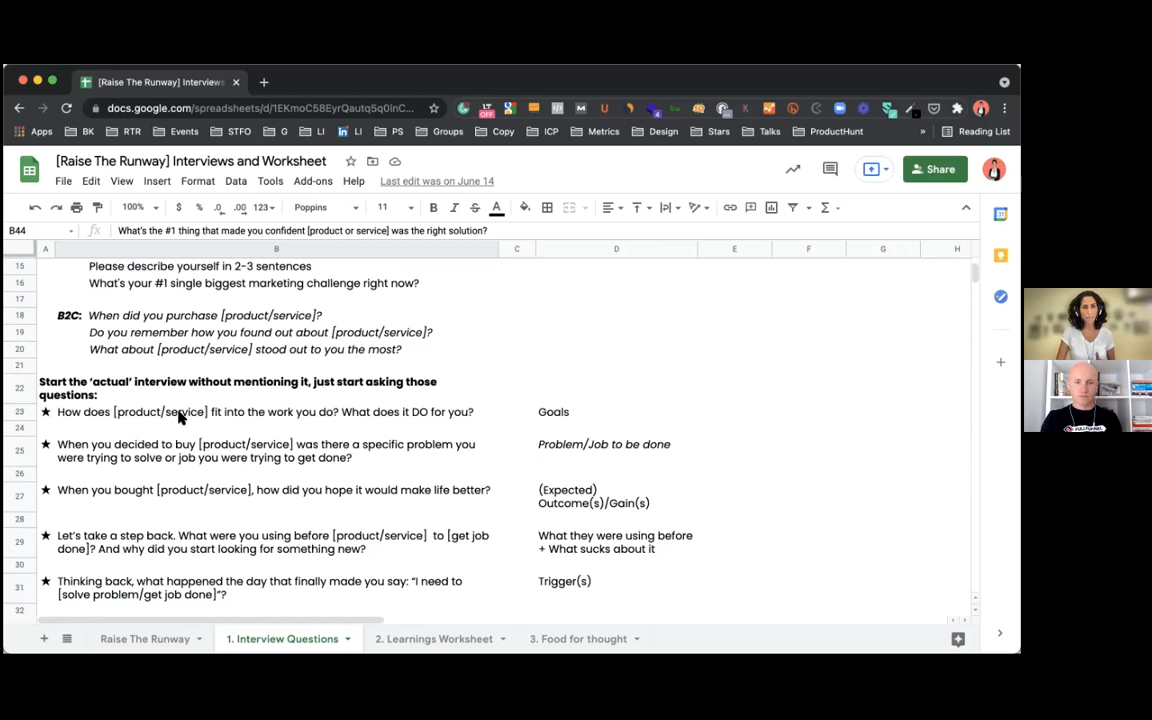 [Raise The Runway] Interviews
docs.google.com/spreadsheets/d/1EKmoC58EyrQautq5q0lnC...
Apps BK RTR Events STFO G LI LI PS Groups Copy ICP Metrics Design Stars Talks ProductHunt » Reading List
[Raise The Runway] Interviews and Worksheet
File Edit View Insert Format Data Tools Add-ons Help Last edit was on June 14
Share
100% $ % .0 .00 123 Poppins 11 B I S A
B44 fx What's the #1 thing that made you confident [product or service] was the right solution?
A B C D E F G H
15 Please describe yourself in 2-3 sentences
16 What's your #1 single biggest marketing challenge right now?
17
18 B2C: When did you purchase [product/service]?
19 Do you remember how you found out about [product/service]?
20 What about [product/service] stood out to you the most?
21
22 Start the 'actual' interview without mentioning it, just start asking those
questions:
23 ★ How does [product/service] fit into the work you do? What does it DO for you? Goals
24
25 ★ When you decided to buy [product/service] was there a specific problem you Problem/Job to be done
were trying to solve or job you were trying to get done?
26
27 ★ When you bought [product/service], how did you hope it would make life better? (Expected)
Outcome(s)/Gain(s)
28
29 ★ Let's take a step back. What were you using before [product/service] to [get job What they were using before
done]? And why did you start looking for something new? + What sucks about it
30
31 ★ Thinking back, what happened the day that finally made you say: "I need to Trigger(s)
[solve problem/get job done]"?
32
Raise The Runway 1. Interview Questions 2. Learnings Worksheet 3. Food for thought